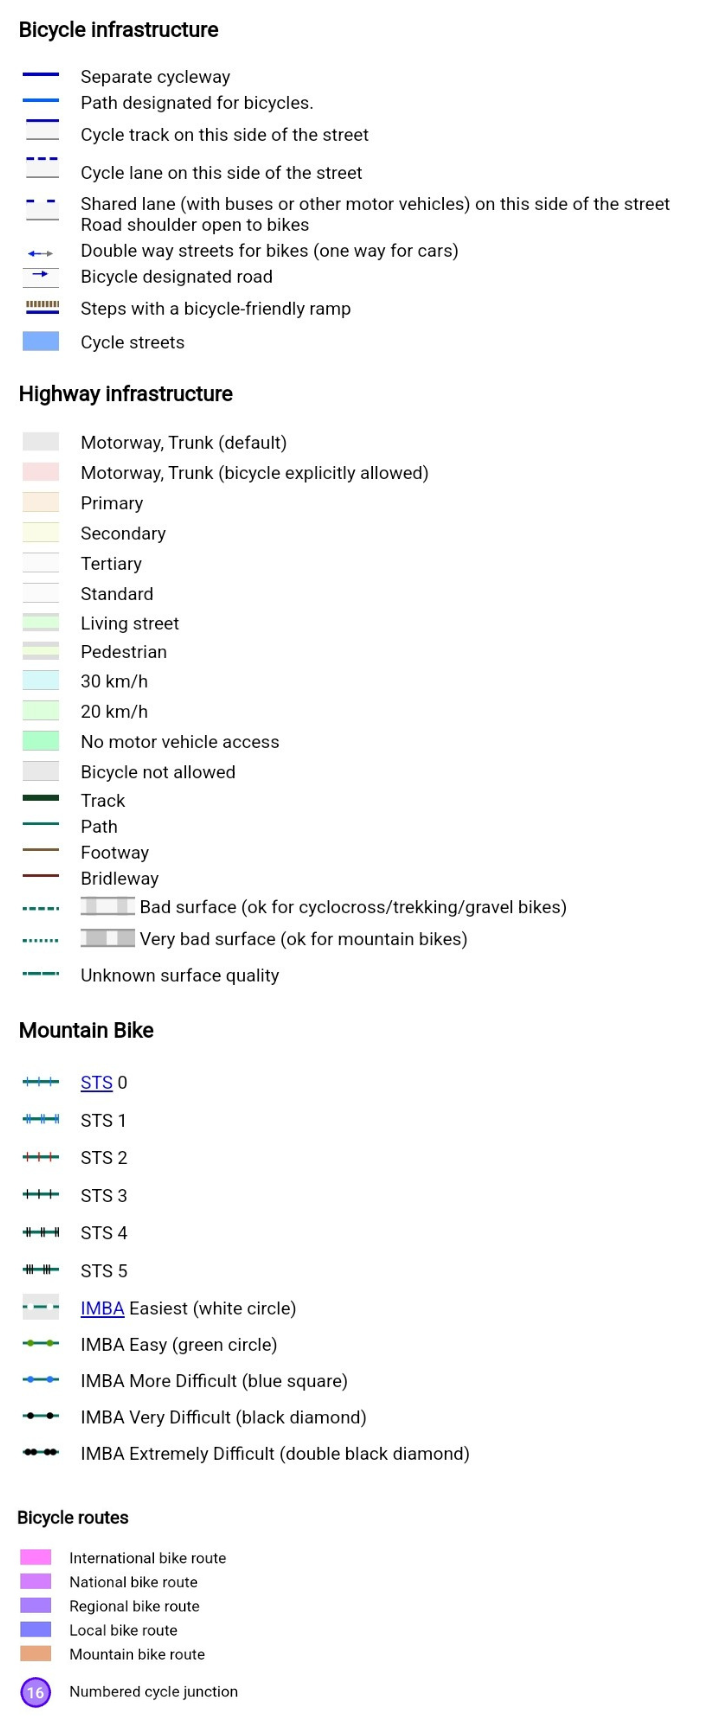 Bicycle infrastructure
Separate cycleway
Path designated for bicycles.
Cycle track on this side of the street
Cycle lane on this side of the street
Shared lane (with buses or other motor vehicles) on this side of the street
Road shoulder open to bikes
Double way streets for bikes (one way for cars)
Bicycle designated road
Steps with a bicycle-friendly ramp
Cycle streets
Highway infrastructure
Motorway, Trunk (default)
Motorway, Trunk (bicycle explicitly allowed)
Primary
Secondary
Tertiary
Standard
Living street
Pedestrian
30 km/h
20 km/h
No motor vehicle access
Bicycle not allowed
Track
Path
Footway
Bridleway
Bad surface (ok for cyclocross/trekking/gravel bikes)
Very bad surface (ok for mountain bikes)
Unknown surface quality
Mountain Bike
STS 0
STS 1
STS 2
STS 3
STS 4
STS 5
IMBA Easiest (white circle)
IMBA Easy (green circle)
IMBA More Difficult (blue square)
IMBA Very Difficult (black diamond)
IMBA Extremely Difficult (double black diamond)
Bicycle routes
International bike route
National bike route
Regional bike route
Local bike route
Mountain bike route
16 Numbered cycle junction